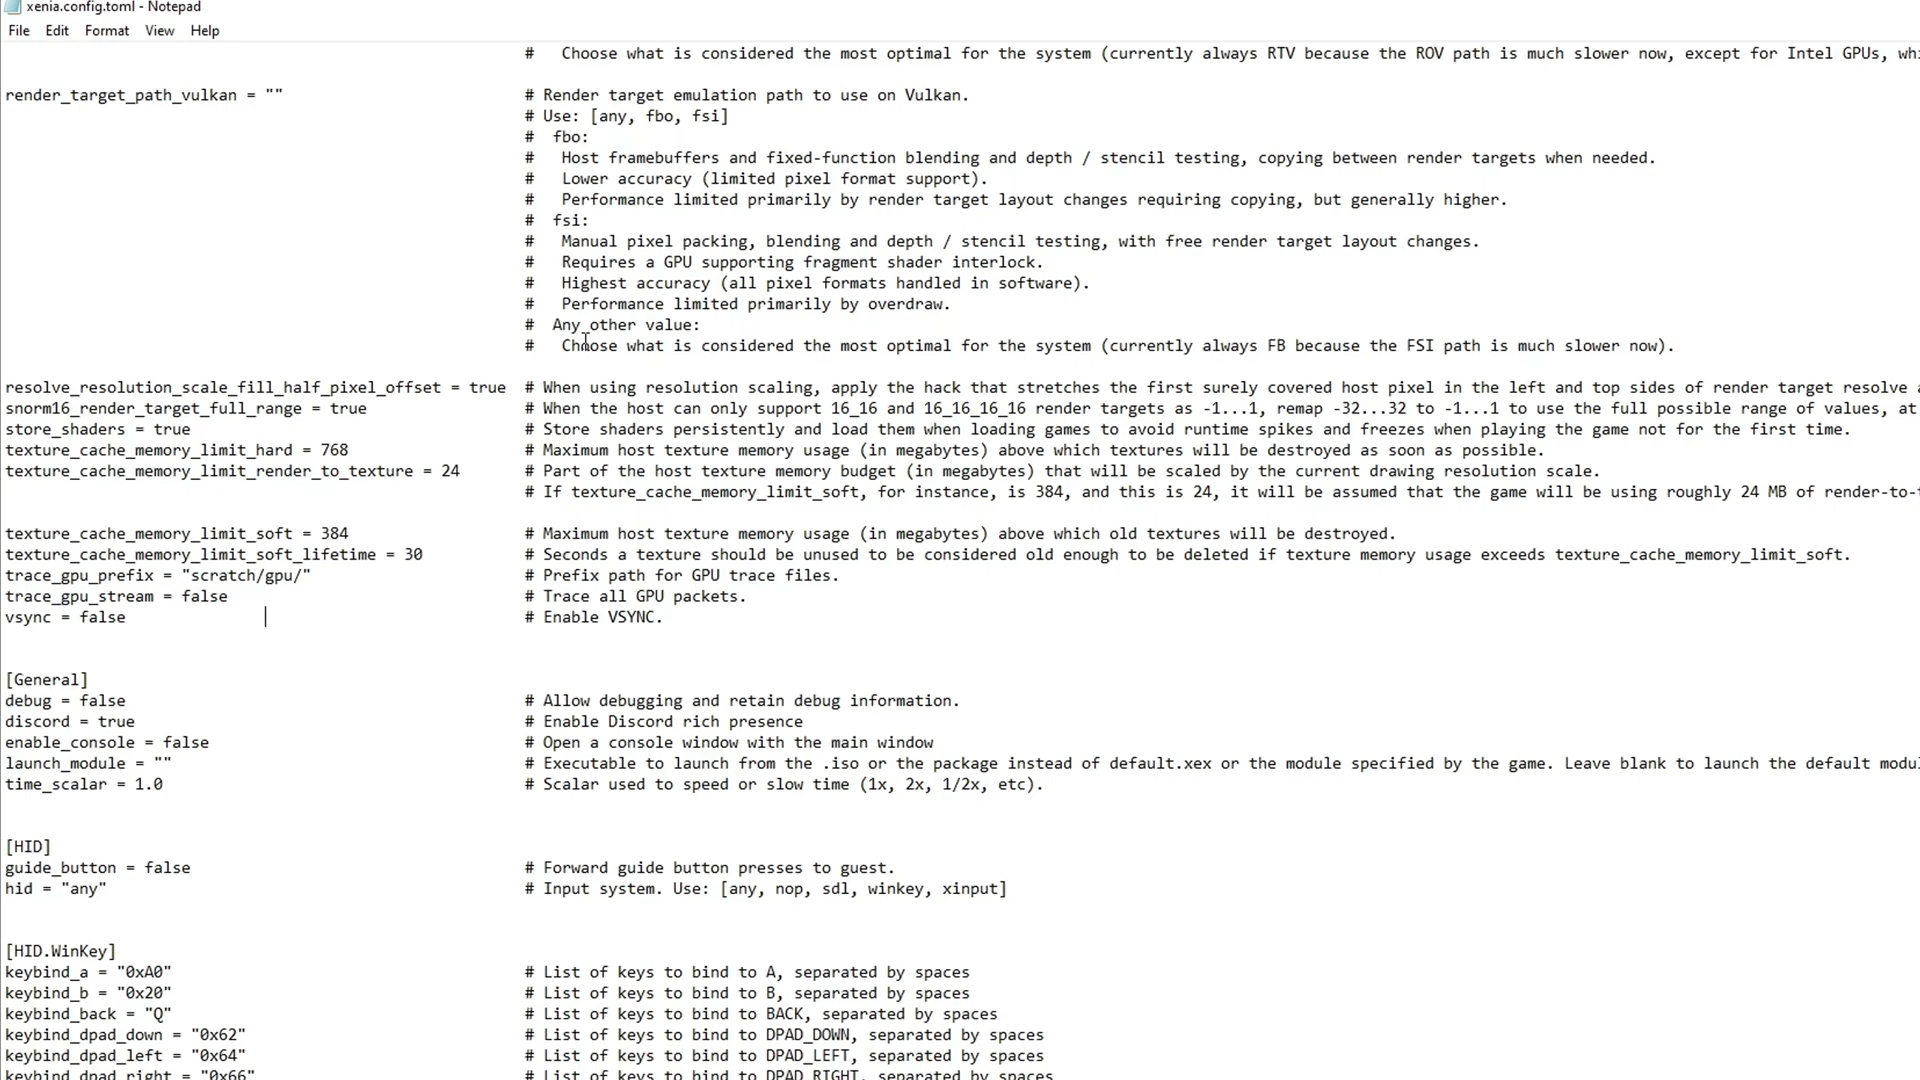 xenia.config.toml - Notepad
File Edit Format View Help
# Choose what is considered the most optimal for the system (currently always RTV because the ROV path is much slower now, except for Intel GPUs,
render_target_path_vulkan = "" # Render target emulation path to use on Vulkan.
# Use: [any, fbo, fsi]
# fbo:
# Host framebuffers and fixed-function blending and depth / stencil testing, copying between render targets when needed.
# Lower accuracy (limited pixel format support).
# Performance limited primarily by render target layout changes requiring copying, but generally higher.
# fsi:
# Manual pixel packing, blending and depth / stencil testing, with free render target layout changes.
# Requires a GPU supporting fragment shader interlock.
# Highest accuracy (all pixel formats handled in software).
# Performance limited primarily by overdraw.
# Any other value:
# Choose what is considered the most optimal for the system (currently always FB because the FSI path is much slower now).
resolve_resolution_scale_fill_half_pixel_offset = true # When using resolution scaling, apply the hack that stretches the first surely covered host pixel in the left and top sides of render target resolve
snorm16_render_target_full_range = true # When the host can only support 16_16 and 16_16_16_16 render targets as -1...1, remap -32...32 to -1...1 to use the full possible range of values, at
store_shaders = true # Store shaders persistently and load them when loading games to avoid runtime spikes and freezes when playing the game not for the first time.
texture_cache_memory_limit_hard = 768 # Maximum host texture memory usage (in megabytes) above which textures will be destroyed as soon as possible.
texture_cache_memory_limit_render_to_texture = 24 # Part of the host texture memory budget (in megabytes) that will be scaled by the current drawing resolution scale.
# If texture_cache_memory_limit_soft, for instance, is 384, and this is 24, it will be assumed that the game will be using roughly 24 MB of render-to-
texture_cache_memory_limit_soft = 384 # Maximum host texture memory usage (in megabytes) above which old textures will be destroyed.
texture_cache_memory_limit_soft_lifetime = 30 # Seconds a texture should be unused to be considered old enough to be deleted if texture memory usage exceeds texture_cache_memory_limit_soft.
trace_gpu_prefix = "scratch/gpu/" # Prefix path for GPU trace files.
trace_gpu_stream = false # Trace all GPU packets.
vsync = false # Enable VSYNC.
[General]
debug = false # Allow debugging and retain debug information.
discord = true # Enable Discord rich presence
enable_console = false # Open a console window with the main window
launch_module = "" # Executable to launch from the .iso or the package instead of default.xex or the module specified by the game. Leave blank to launch the default
time_scalar = 1.0 # Scalar used to speed or slow time (1x, 2x, 1/2x, etc).
[HID]
guide_button = false # Forward guide button presses to guest.
hid = "any" # Input system. Use: [any, nop, sdl, winkey, xinput]
[HID.WinKey]
keybind_a = "0xA0" # List of keys to bind to A, separated by spaces
keybind_b = "0x20" # List of keys to bind to B, separated by spaces
keybind_back = "Q" # List of keys to bind to BACK, separated by spaces
keybind_dpad_down = "0x62" # List of keys to bind to DPAD_DOWN, separated by spaces
keybind_dpad_left = "0x64" # List of keys to bind to DPAD_LEFT, separated by spaces
keybind_dpad_right = "0x66" # List of keys to bind to DPAD_RIGHT, separated by spaces